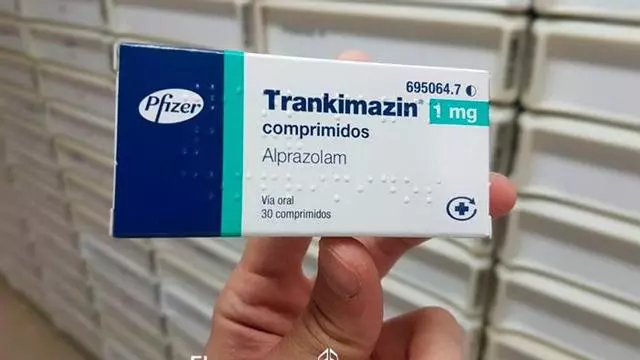 Pfizer
695064.7
Trankimazin® 1 mg
comprimidos
Alprazolam
Vía oral
30 comprimidos